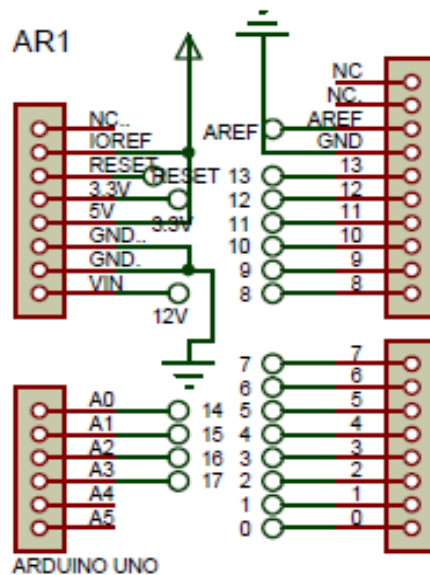 AR1
NC..
IOREF
RESET
RESET
3.3V
3.3V
5V
GND..
GND.
VIN
12V
NC
NC.
AREF
AREF
GND
13 13
12 12
11 11
10 10
9 9
8 8
7 7
6 6
5 5
4 4
3 3
2 2
1 1
0 0
A0 14
A1 15
A2 16
A3 17
A4
A5
ARDUINO UNO